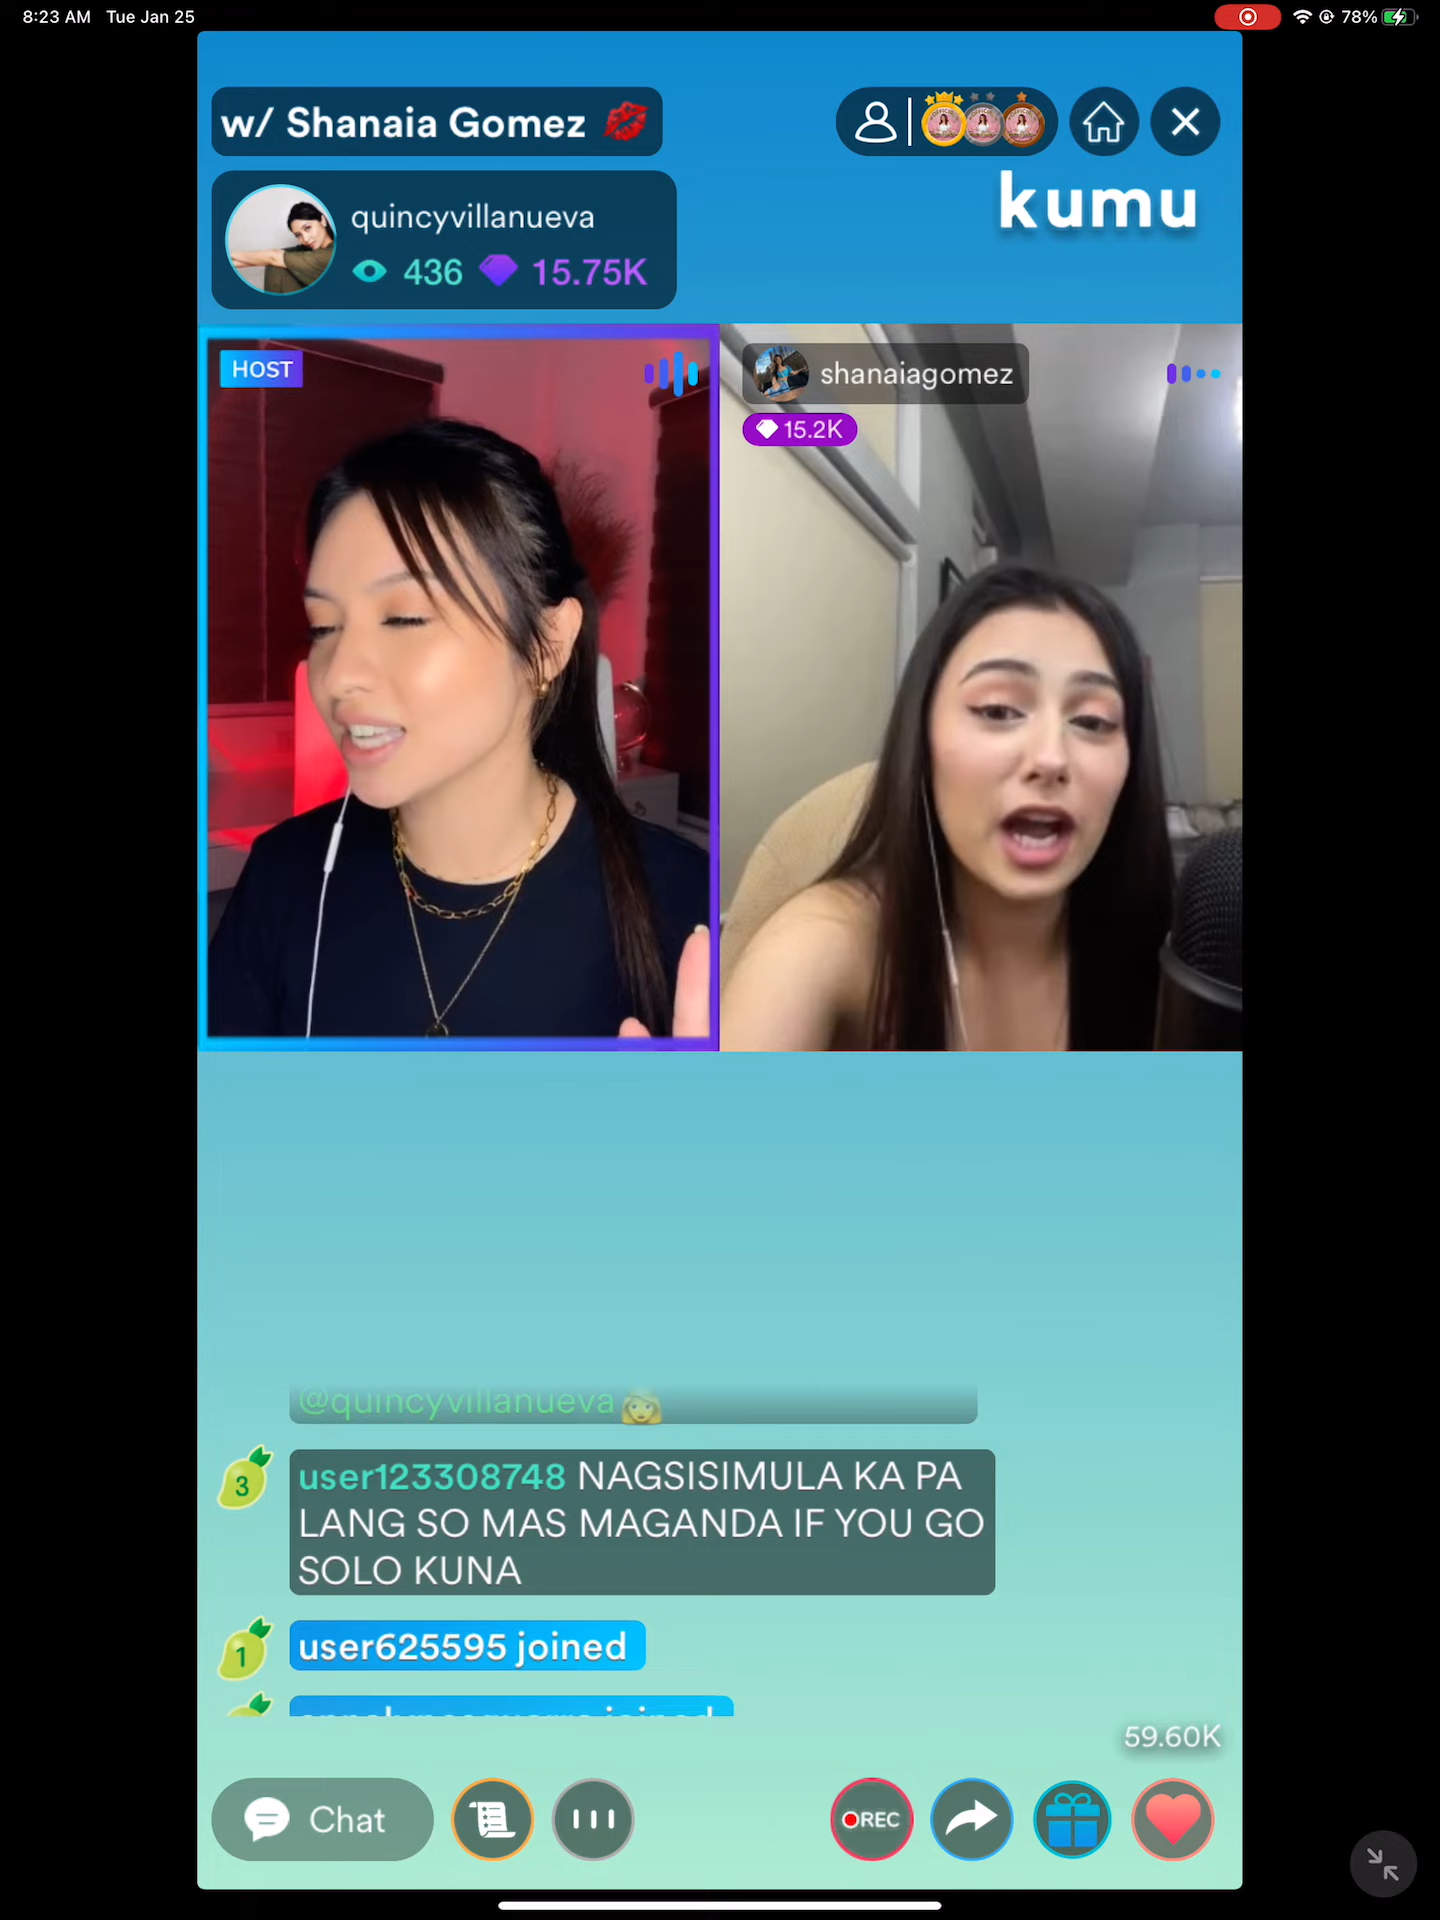 8:23 AM Tue Jan 25
78%
w/ Shanaia Gomez
kumu
quincyvillanueva
436 15.75K
HOST
shanaiagomez
15.2K
@quincyvillanueva
3
user123308748 NAGSISIMULA KA PA
LANG SO MAS MAGANDA IF YOU GO
SOLO KUNA
1
user625595 joined
joined
59.60K
Chat
REC